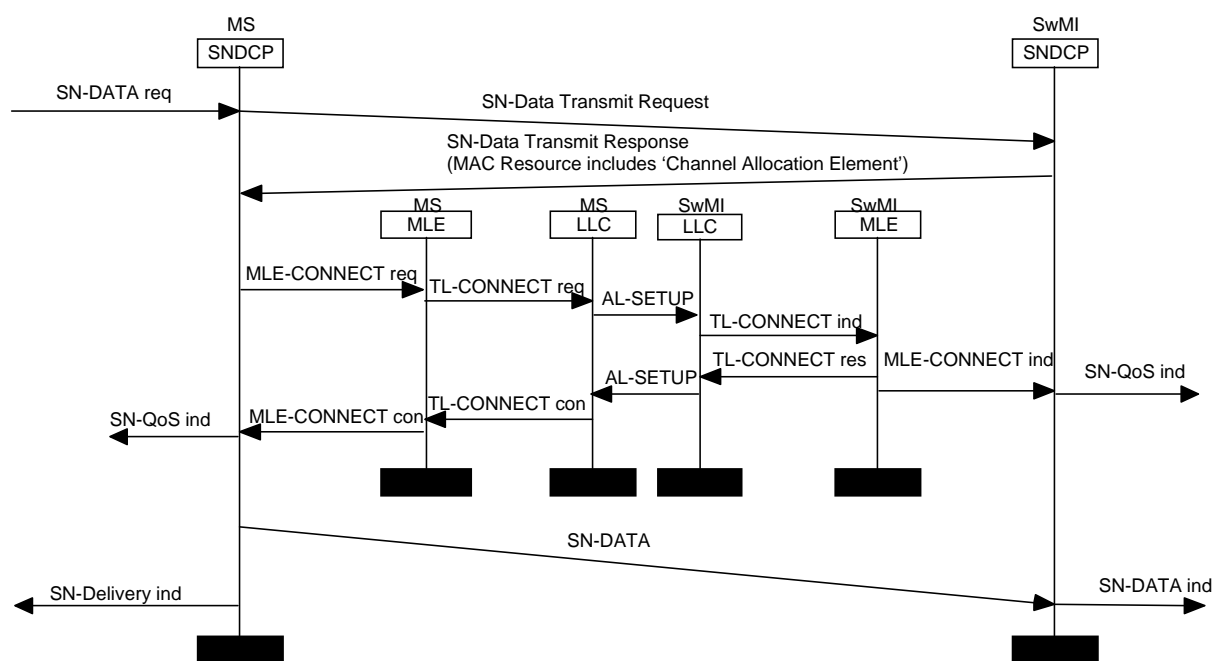 MS
SwMI
SNDCP
SNDCP
SN-DATA req
SN-Data Transmit Request
SN-Data Transmit Response
(MAC Resource includes ‘Channel Allocation Element’)
MS
MS
SwMI
SwMI
MLE
LLC
LLC
MLE
MLE-CONNECT req
TL-CONNECT req
AL-SETUP
TL-CONNECT ind
TL-CONNECT res
MLE-CONNECT ind
SN-QoS ind
AL-SETUP
TL-CONNECT con
MLE-CONNECT con
SN-QoS ind
SN-DATA
SN-Delivery ind
SN-DATA ind